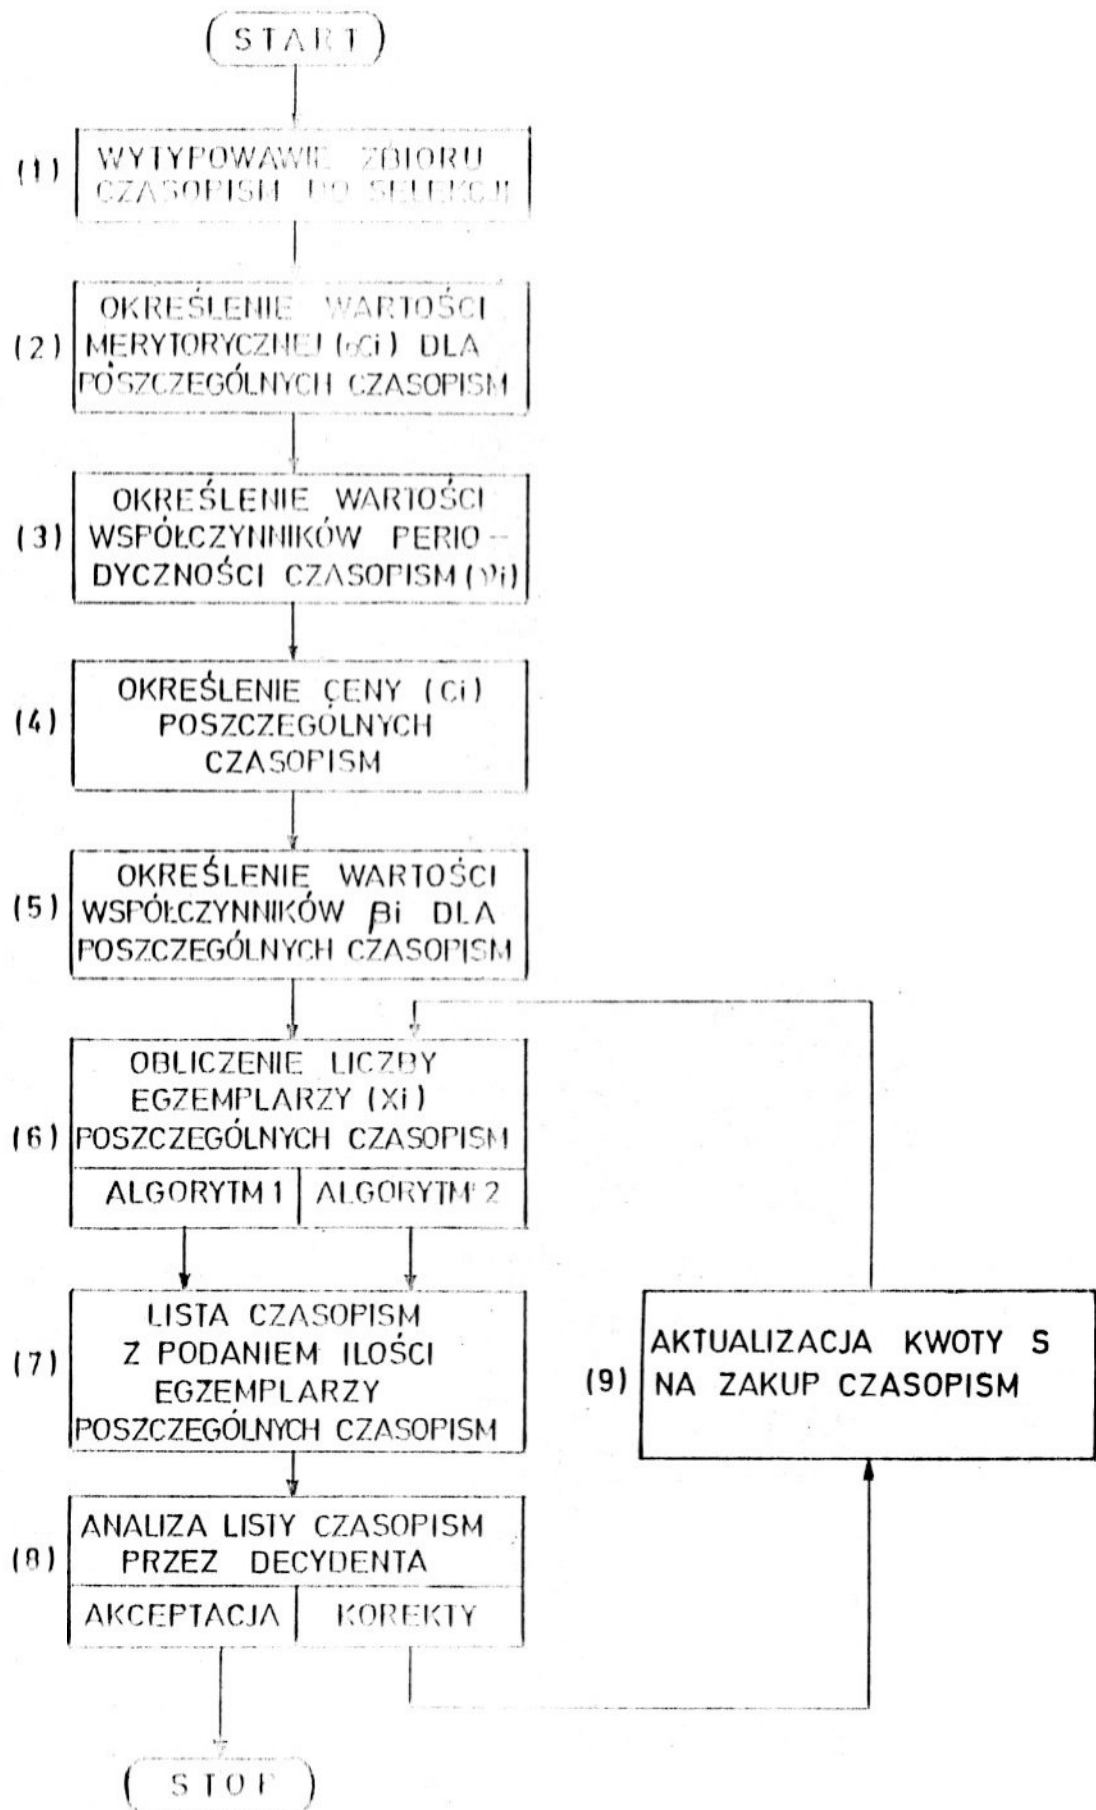 ( START )
(1) WYTYPOWAWIE ZBIORU
CZASOPISM DO SELEKCJI
OKREŚLENIE WARTOŚCI
(2) MERYTORYCZNEJ (αi) DLA
POSZCZEGÓLNYCH CZASOPISM
OKREŚLENIE WARTOŚCI
(3) WSPÓŁCZYNNIKÓW PERIO-
DYCZNOŚCI CZASOPISM (νi)
OKREŚLENIE CENY (Ci)
(4) POSZCZEGÓLNYCH
CZASOPISM
OKREŚLENIE WARTOŚCI
(5) WSPÓŁCZYNNIKÓW βi DLA
POSZCZEGÓLNYCH CZASOPISM
OBLICZENIE LICZBY
EGZEMPLARZY (Xi)
(6) POSZCZEGÓLNYCH CZASOPISM
ALGORYTM 1 ALGORYTM 2
LISTA CZASOPISM
(7) Z PODANIEM ILOŚCI
EGZEMPLARZY
POSZCZEGÓLNYCH CZASOPISM
AKTUALIZACJA KWOTY S
(9) NA ZAKUP CZASOPISM
ANALIZA LISTY CZASOPISM
(8) PRZEZ DECYDENTA
AKCEPTACJA KOREKTY
( STOP )